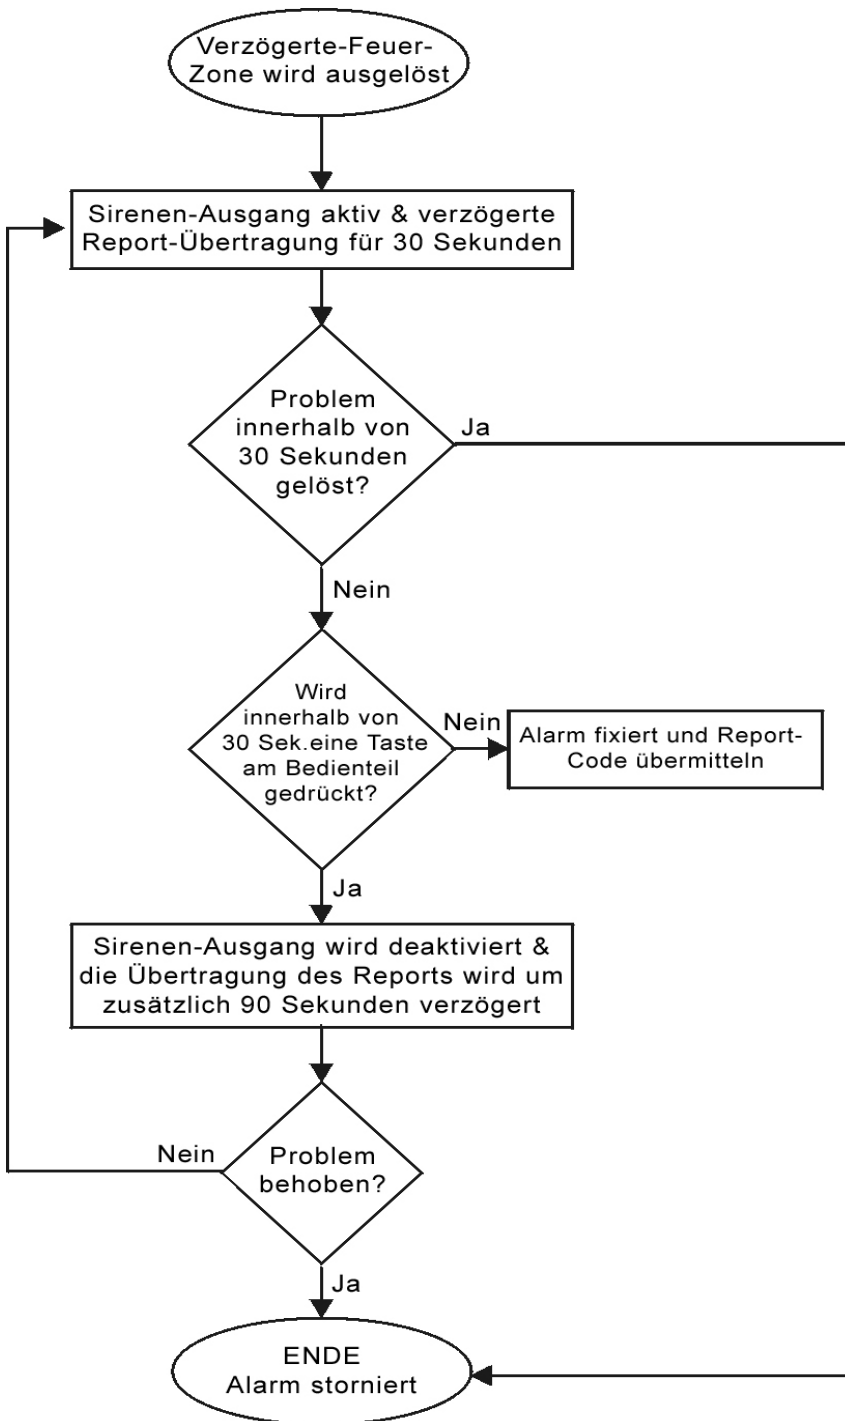 Verzögerte-Feuer-
Zone wird ausgelöst
Sirenen-Ausgang aktiv & verzögerte
Report-Übertragung für 30 Sekunden
Problem
innerhalb von
30 Sekunden
gelöst?
Ja
Nein
Wird
innerhalb von
30 Sek.eine Taste
am Bedienteil
gedrückt?
Nein
Alarm fixiert und Report-
Code übermitteln
Ja
Sirenen-Ausgang wird deaktiviert &
die Übertragung des Reports wird um
zusätzlich 90 Sekunden verzögert
Nein
Problem
behoben?
Ja
ENDE
Alarm storniert